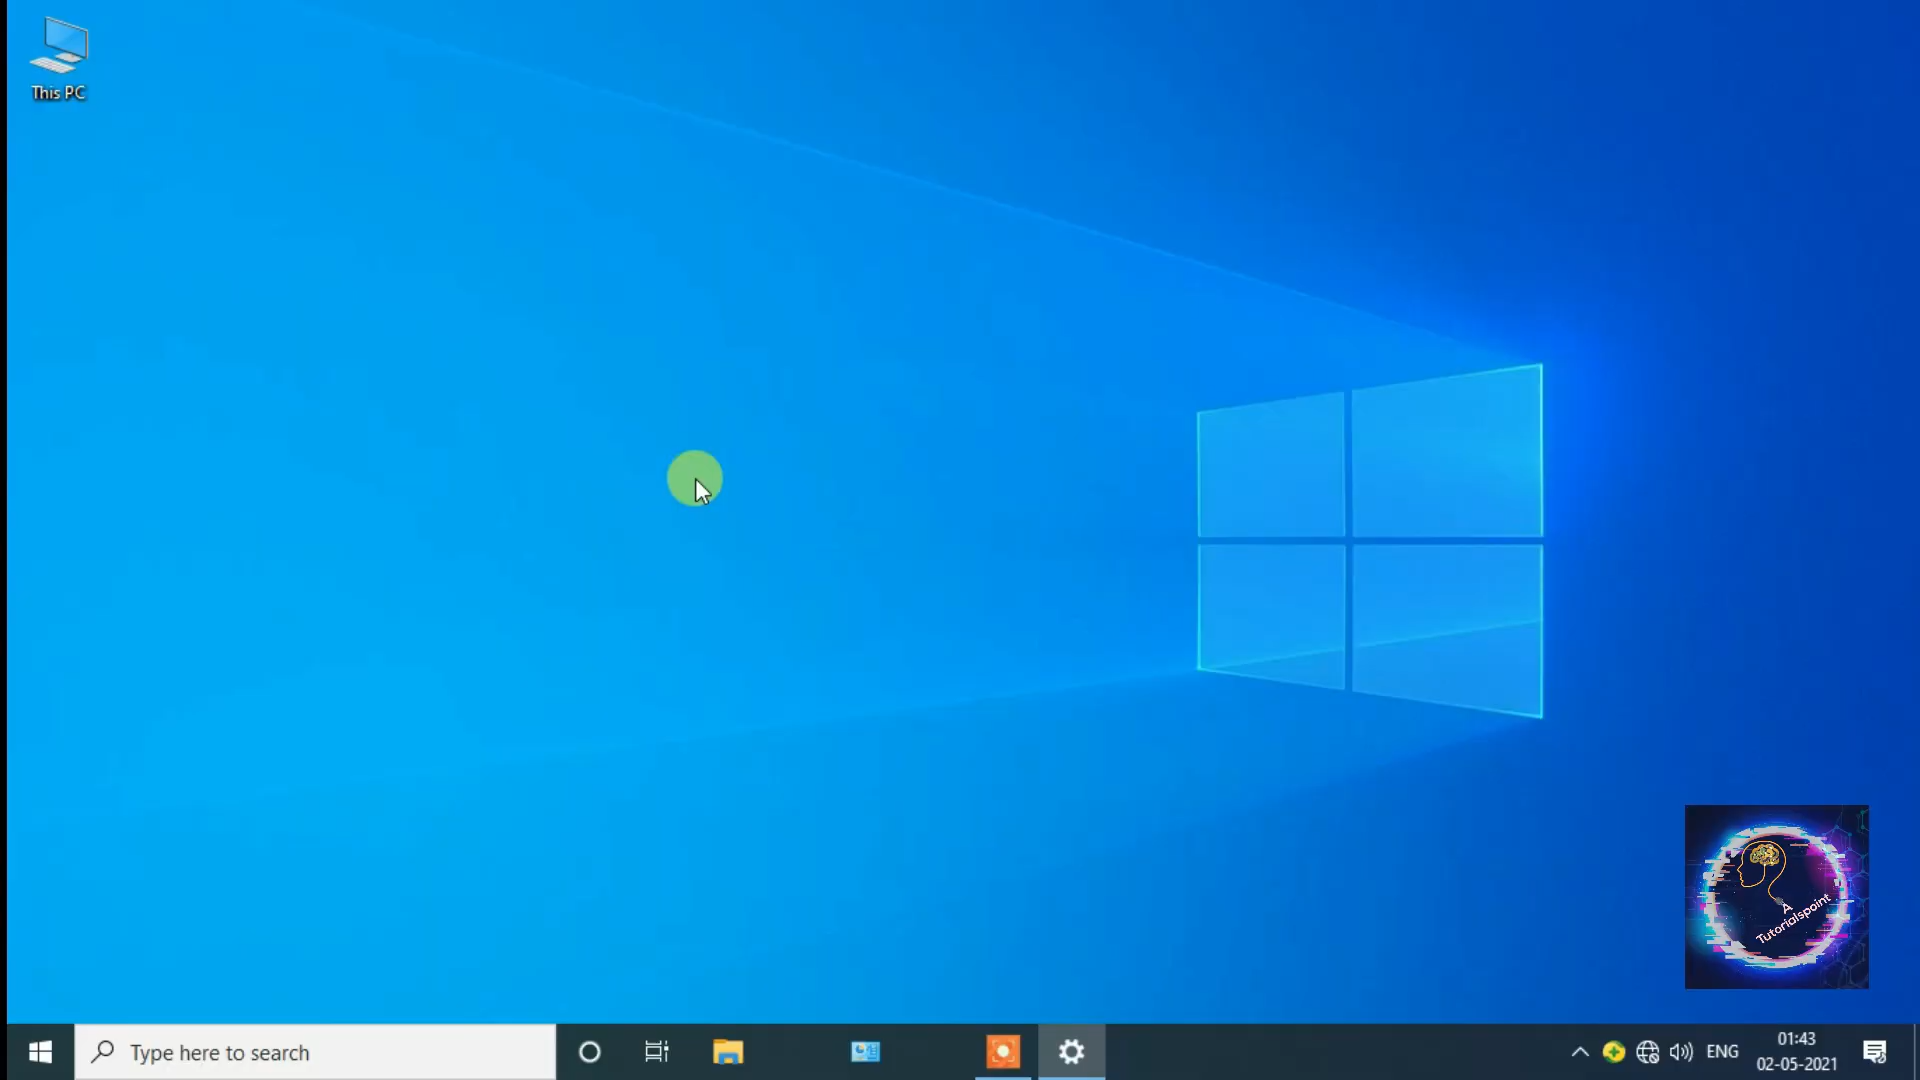 This PC
A
Tutorialspoint
Type here to search
ENG
01:43
02-05-2021